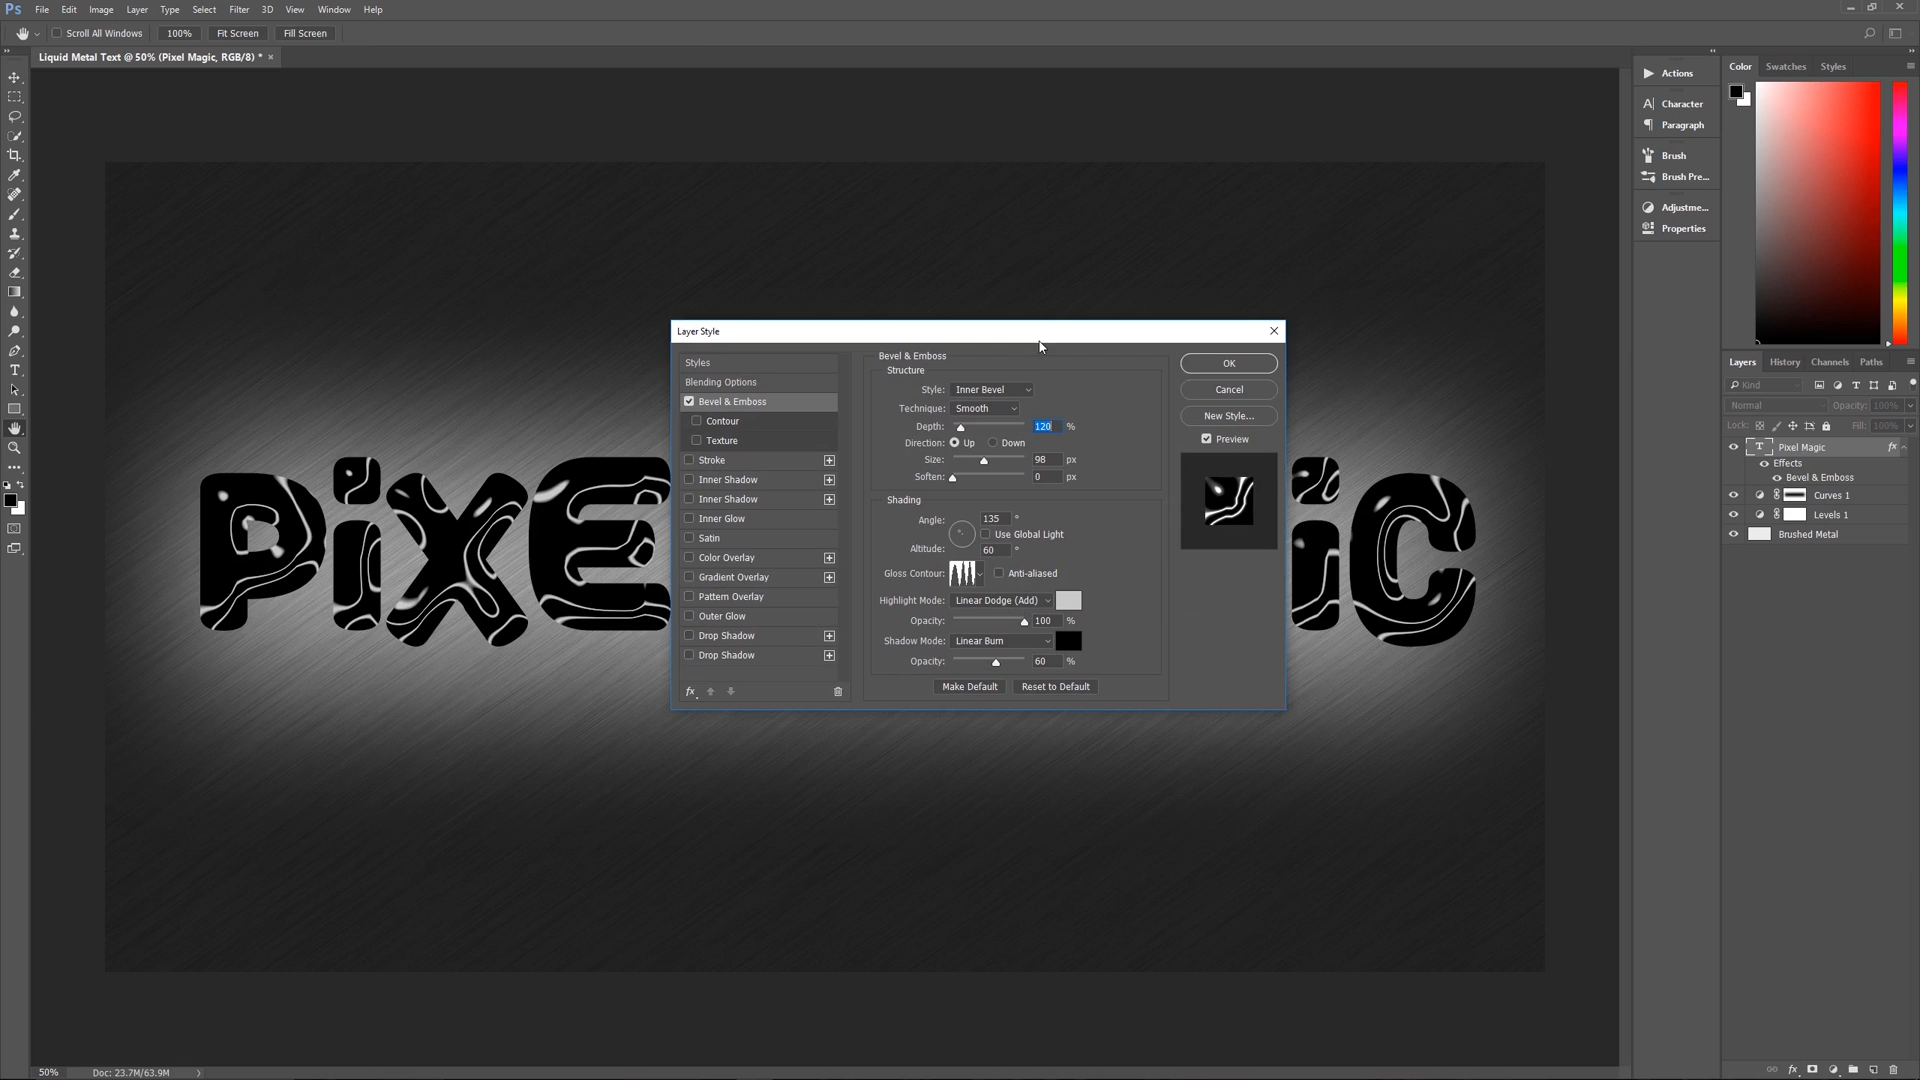 Ps File Edit Image Layer Type Select Filter 3D View Window Help
Scroll All Windows 100% Fit Screen Fill Screen
Liquid Metal Text @ 50% (Pixel Magic, RGB/8) * ×
PiXE
iC
Layer Style
Styles
Blending Options
Bevel & Emboss
Contour
Texture
Stroke
Inner Shadow
Inner Shadow
Inner Glow
Satin
Color Overlay
Gradient Overlay
Pattern Overlay
Outer Glow
Drop Shadow
Drop Shadow
fx
Bevel & Emboss
Structure
Style: Inner Bevel
Technique: Smooth
Depth: 120 %
Direction: Up Down
Size: 98 px
Soften: 0 px
Shading
Angle: 135 °
Use Global Light
Altitude: 60 °
Gloss Contour: Anti-aliased
Highlight Mode: Linear Dodge (Add)
Opacity: 100 %
Shadow Mode: Linear Burn
Opacity: 60 %
Make Default Reset to Default
OK
Cancel
New Style...
Preview
Actions
Character
Paragraph
Brush
Brush Pre...
Adjustme...
Properties
Color Swatches Styles
Layers History Channels Paths
Kind
Normal Opacity: 100%
Lock: Fill: 100%
Pixel Magic fx
Effects
Bevel & Emboss
Curves 1
Levels 1
Brushed Metal
fx
50% Doc: 23.7M/63.9M